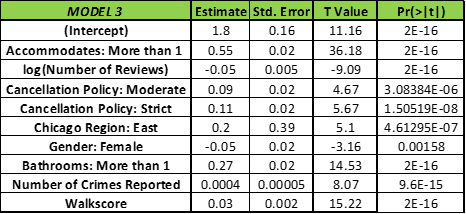 MODEL 3 Estimate Std. Error T Value Pr(>|t|)
(Intercept) 1.8 0.16 11.16 2E-16
Accommodates: More than 1 0.55 0.02 36.18 2E-16
log(Number of Reviews) -0.05 0.005 -9.09 2E-16
Cancellation Policy: Moderate 0.09 0.02 4.67 3.08384E-06
Cancellation Policy: Strict 0.11 0.02 5.67 1.50519E-08
Chicago Region: East 0.2 0.39 5.1 4.61295E-07
Gender: Female -0.05 0.02 -3.16 0.00158
Bathrooms: More than 1 0.27 0.02 14.53 2E-16
Number of Crimes Reported 0.0004 0.00005 8.07 9.6E-15
Walkscore 0.03 0.002 15.22 2E-16